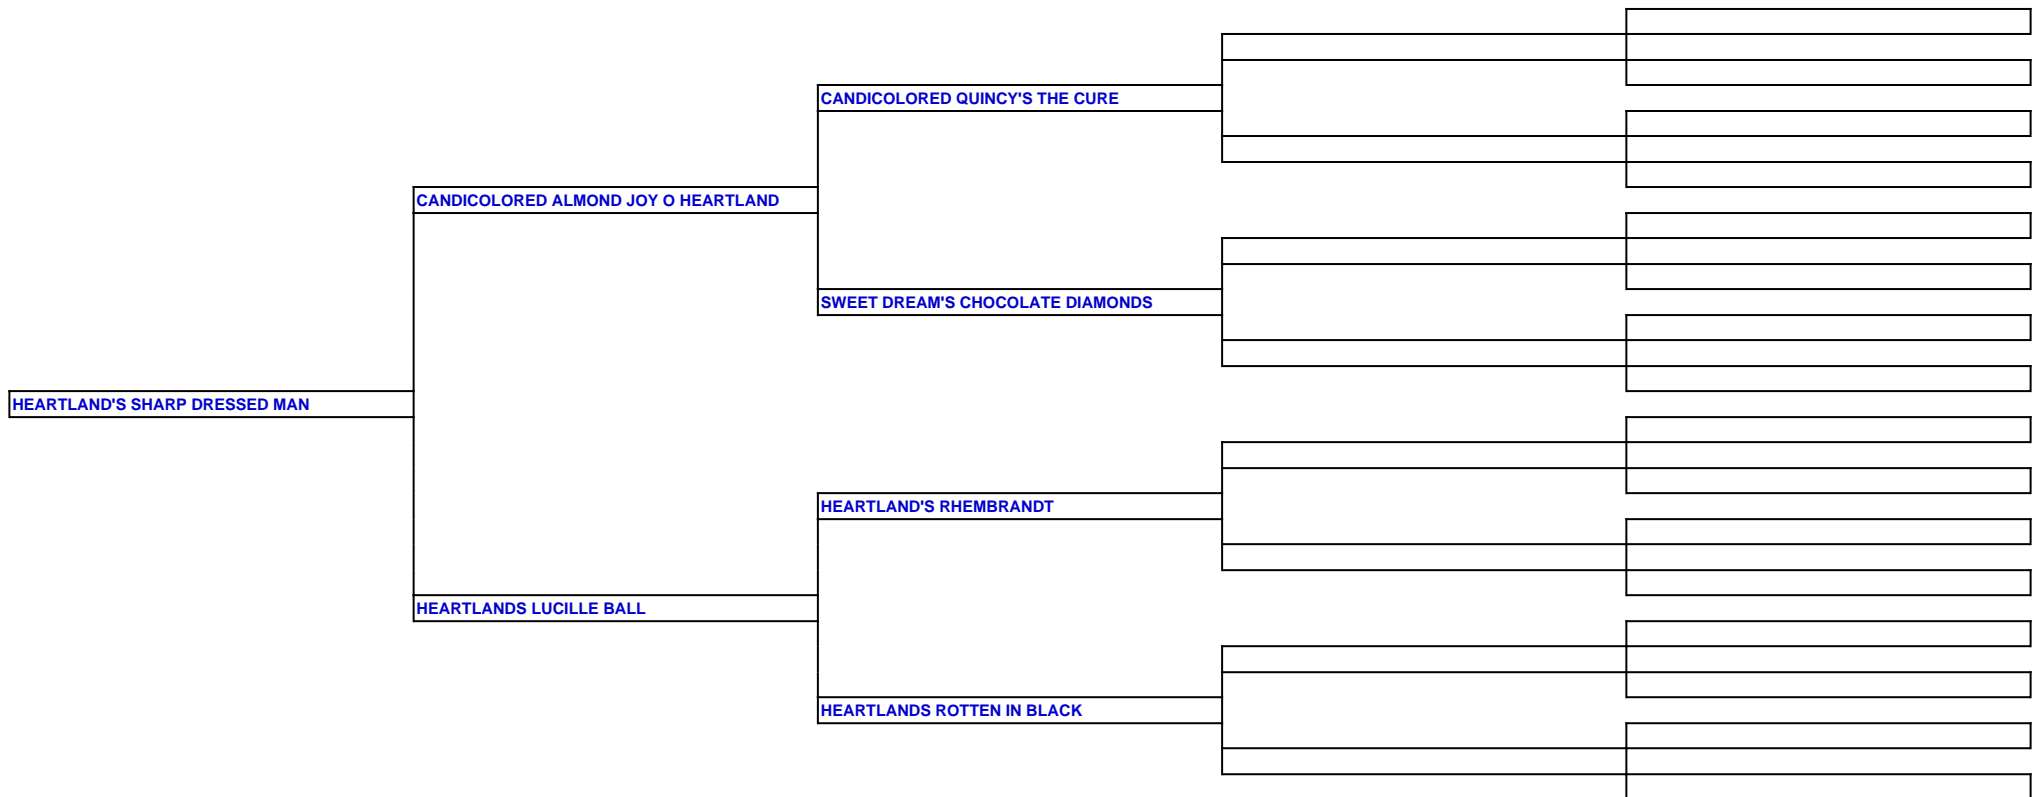 CANDICOLORED QUINCY'S THE CURE
CANDICOLORED ALMOND JOY O HEARTLAND
SWEET DREAM'S CHOCOLATE DIAMONDS
HEARTLAND'S SHARP DRESSED MAN
HEARTLAND'S RHEMBRANDT
HEARTLANDS LUCILLE BALL
HEARTLANDS ROTTEN IN BLACK